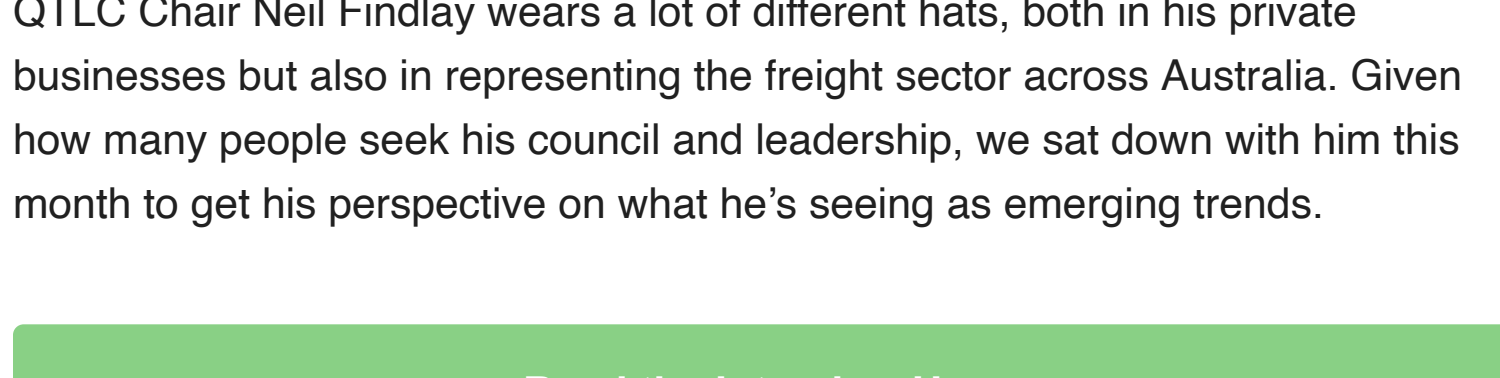 QTLC Chair Neil Findlay wears a lot of different hats, both in his private
businesses but also in representing the freight sector across Australia. Given
how many people seek his council and leadership, we sat down with him this
month to get his perspective on what he’s seeing as emerging trends.